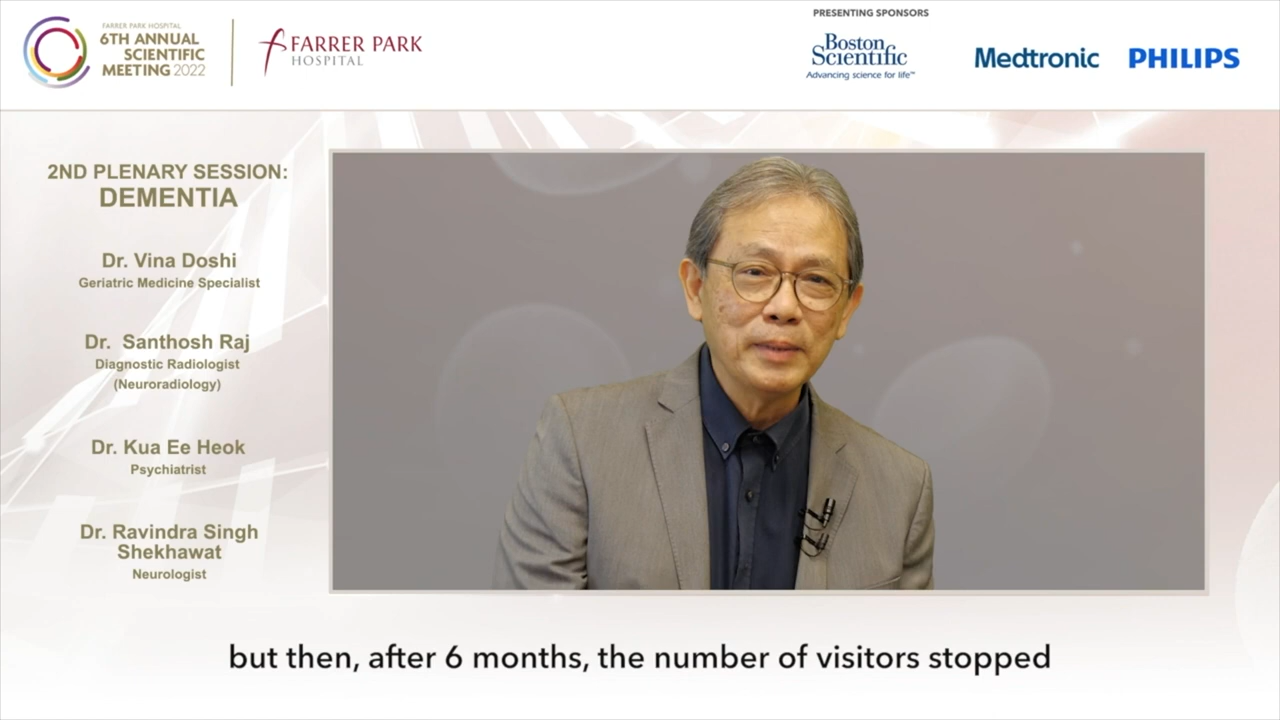 FARRER PARK HOSPITAL
6TH ANNUAL
SCIENTIFIC
MEETING 2022
FARRER PARK
HOSPITAL
PRESENTING SPONSORS
Boston
Scientific
Advancing science for life™
Medtronic
PHILIPS
2ND PLENARY SESSION:
DEMENTIA
Dr. Vina Doshi
Geriatric Medicine Specialist
Dr. Santhosh Raj
Diagnostic Radiologist
(Neuroradiology)
Dr. Kua Ee Heok
Psychiatrist
Dr. Ravindra Singh
Shekhawat
Neurologist
but then, after 6 months, the number of visitors stopped